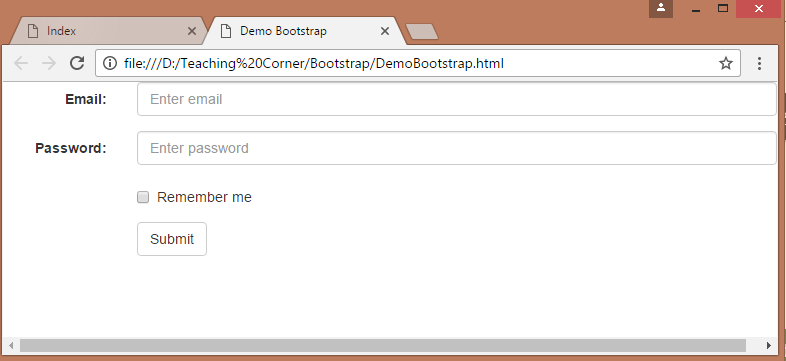 Index
Demo Bootstrap
file:///D:/Teaching%20Corner/Bootstrap/DemoBootstrap.html
Email:
Enter email
Password:
Enter password
Remember me
Submit